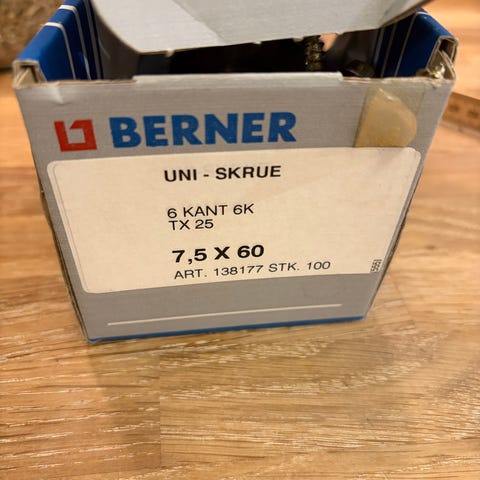 BERNER
UNI - SKRUE
6 KANT 6K
TX 25
7,5 X 60
ART. 138177 STK. 100